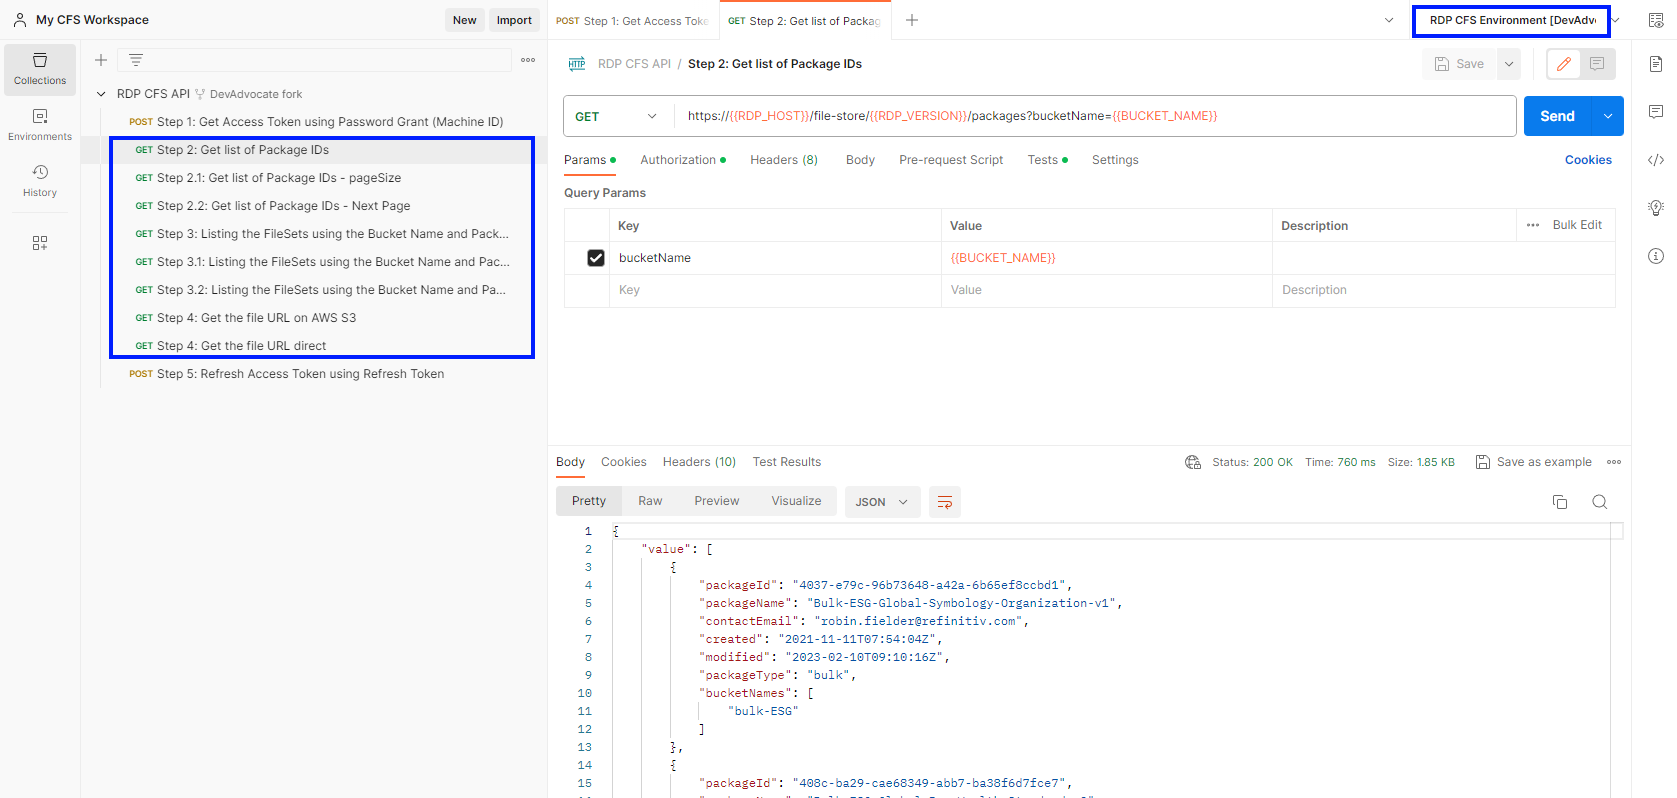 My CFS Workspace
New
Import
POST Step 1: Get Access Toke
GET Step 2: Get list of Packag
RDP CFS Environment [DevAdv
Collections
Environments
History
RDP CFS API DevAdvocate fork
POST Step 1: Get Access Token using Password Grant (Machine ID)
GET Step 2: Get list of Package IDs
GET Step 2.1: Get list of Package IDs - pageSize
GET Step 2.2: Get list of Package IDs - Next Page
GET Step 3: Listing the FileSets using the Bucket Name and Pack...
GET Step 3.1: Listing the FileSets using the Bucket Name and Pac...
GET Step 3.2: Listing the FileSets using the Bucket Name and Pa...
GET Step 4: Get the file URL on AWS S3
GET Step 4: Get the file URL direct
POST Step 5: Refresh Access Token using Refresh Token
HTTP RDP CFS API / Step 2: Get list of Package IDs
Save
GET https://{{RDP_HOST}}/file-store/{{RDP_VERSION}}/packages?bucketName={{BUCKET_NAME}}
Send
Params Authorization Headers (8) Body Pre-request Script Tests Settings Cookies
Query Params
Key Value Description Bulk Edit
bucketName {{BUCKET_NAME}}
Key Value Description
Body Cookies Headers (10) Test Results Status: 200 OK Time: 760 ms Size: 1.85 KB Save as example
Pretty Raw Preview Visualize JSON
1 {
2 "value": [
3 {
4 "packageId": "4037-e79c-96b73648-a42a-6b65ef8ccbd1",
5 "packageName": "Bulk-ESG-Global-Symbology-Organization-v1",
6 "contactEmail": "robin.fielder@refinitiv.com",
7 "created": "2021-11-11T07:54:04Z",
8 "modified": "2023-02-10T09:10:16Z",
9 "packageType": "bulk",
10 "bucketNames": [
11 "bulk-ESG"
12 ]
13 },
14 {
15 "packageId": "408c-ba29-cae68349-abb7-ba38f6d7fce7",